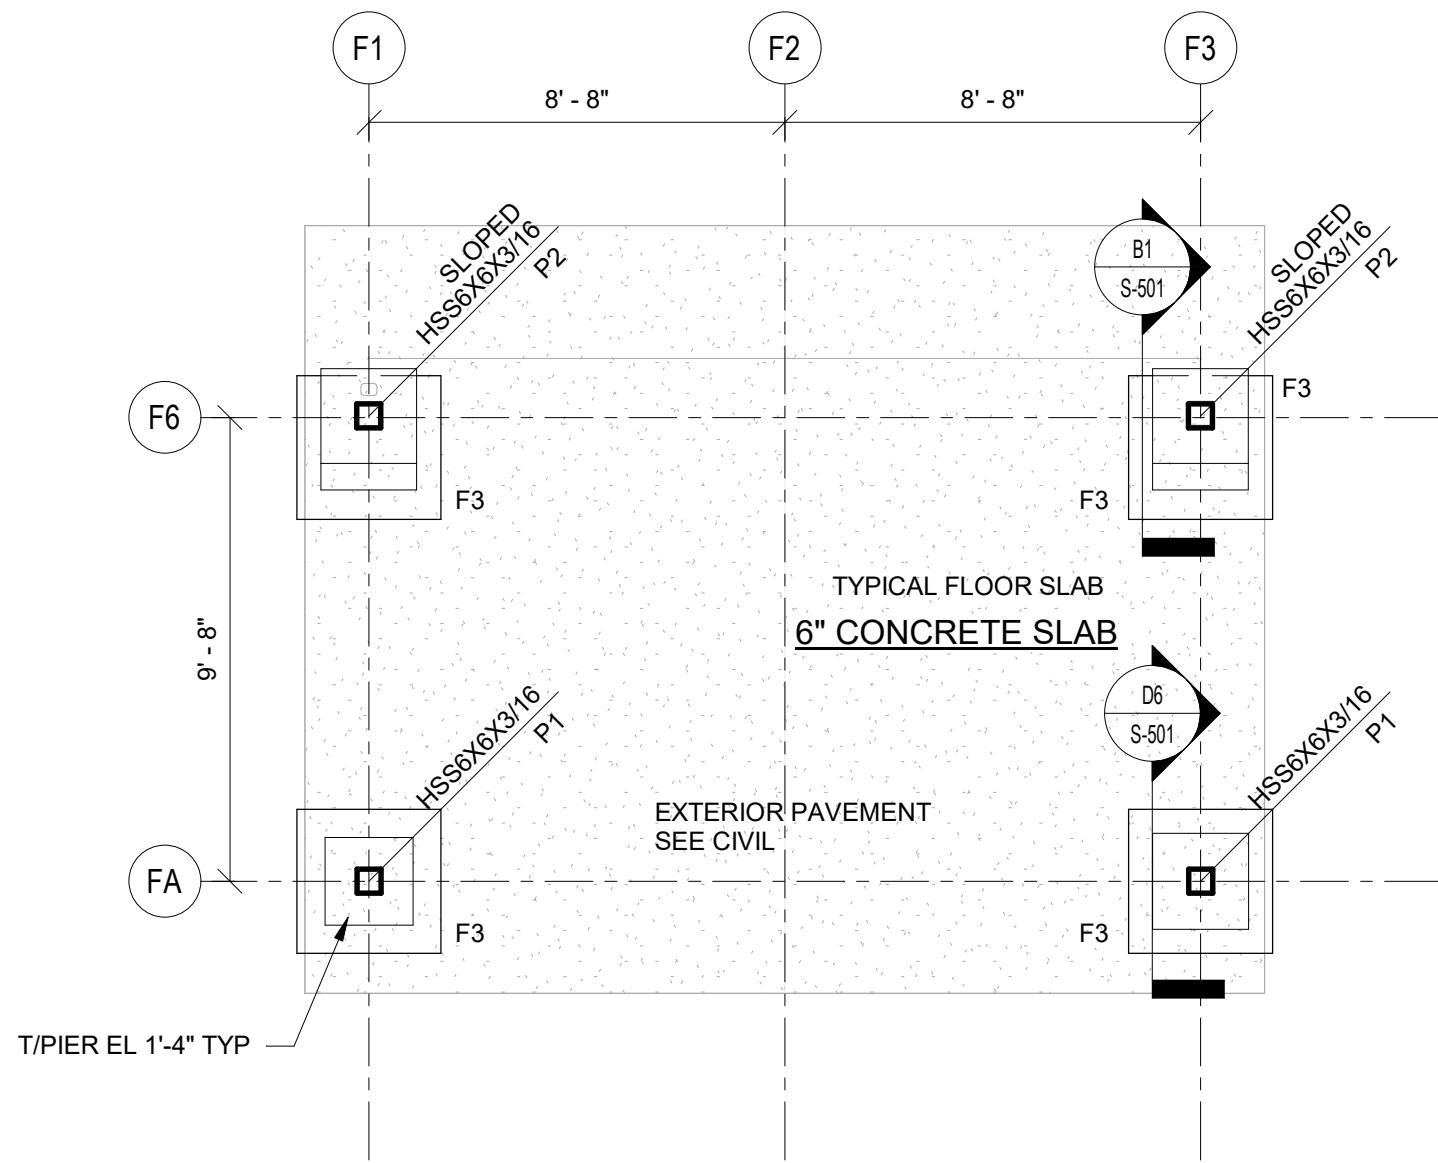 F1
F2
F3
8' - 8"
8' - 8"
SLOPED
HSS6X6X3/16
P2
B1
S-501
SLOPED
HSS6X6X3/16
P2
F6
F3
F3
F3
TYPICAL FLOOR SLAB
6" CONCRETE SLAB
9' - 8"
HSS6X6X3/16
P1
D6
S-501
HSS6X6X3/16
P1
EXTERIOR PAVEMENT
SEE CIVIL
FA
F3
F3
T/PIER EL 1'-4" TYP